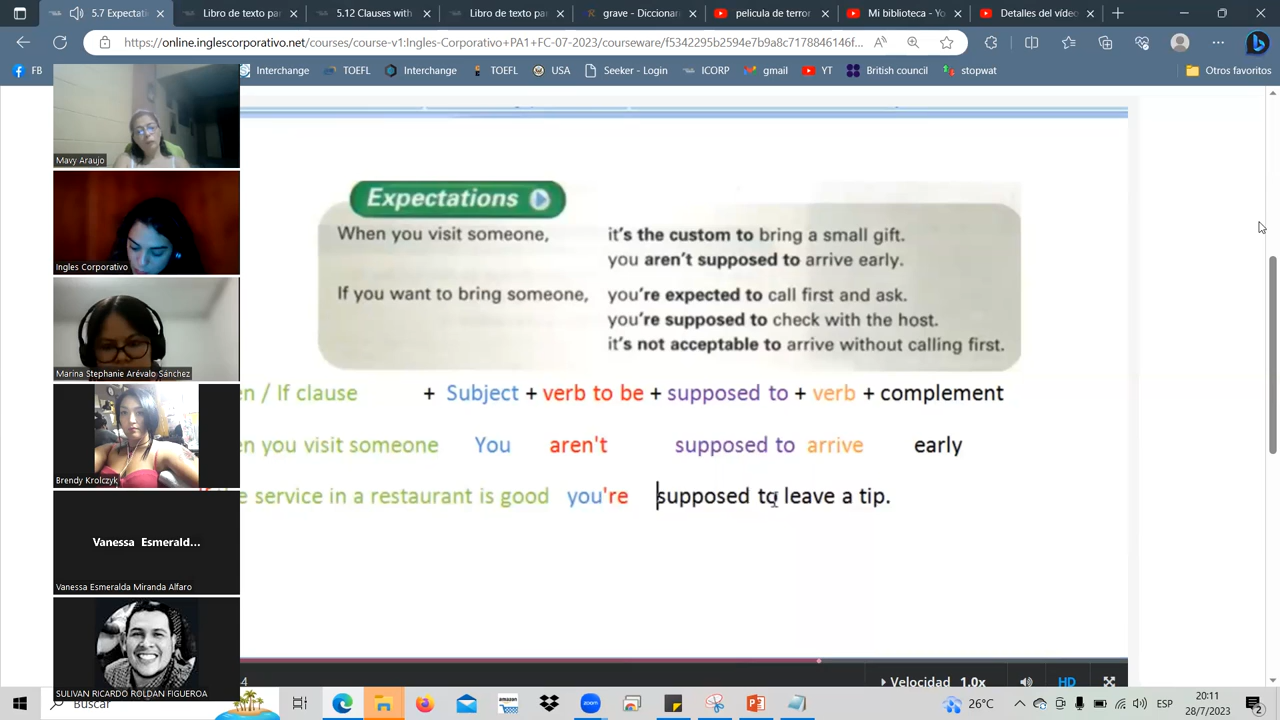 Libro de texto par
5.12 Clauses with
Libro de texto par
5.7 Expectations
grave - Dicciona
pelicula de terror
Mi biblioteca - Yo
Detalles del vídeo
https://online.inglescorporativo.net/courses/course-v1:Ingles-Corporativo+PA1+FC-07-2023/courseware/f5342295b2594e7b9a8c7178846146f...
FB
Interchange
TOEFL
Interchange
TOEFL
USA
Seeker - Login
ICORP
gmail
YT
British council
stopwat
Otros favoritos
Mavy Araujo
Ingles Corporativo
Marina Stephanie Arévalo Sánchez
Brendy Krolczyk
Vanessa Esmerald...
Vanessa Esmeralda Miranda Alfaro
SULIVAN RICARDO ROLDAN FIGUEROA
Expectations
When you visit someone, it's the custom to bring a small gift.
you aren't supposed to arrive early.
If you want to bring someone, you're expected to call first and ask.
you're supposed to check with the host.
it's not acceptable to arrive without calling first.
en / If clause + Subject + verb to be + supposed to + verb + complement
en you visit someone You aren't supposed to arrive early
e service in a restaurant is good you're supposed to leave a tip.
Velocidad 1.0x
HD
Buscar
26°C
ESP
20:11
28/7/2023
2